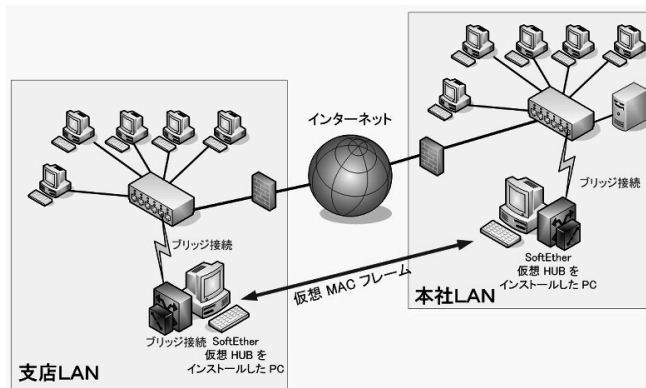 インターネット
ブリッジ接続
SoftEther
仮想 HUB を
インストールした PC
本社LAN
ブリッジ接続
仮想 MAC フレーム
ブリッジ接続
SoftEther
仮想 HUB を
インストールした PC
支店LAN